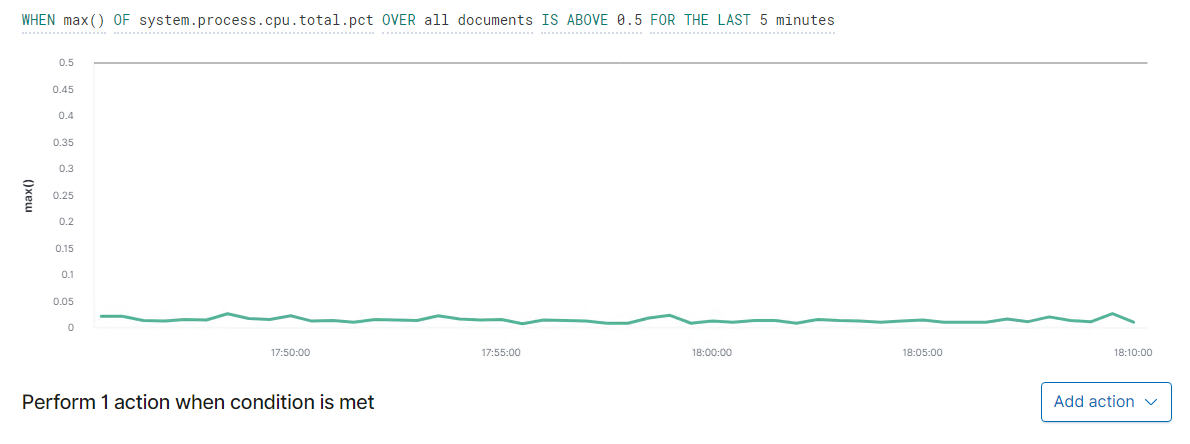 WHEN max() OF system.process.cpu.total.pct OVER all documents IS ABOVE 0.5 FOR THE LAST 5 minutes
0.5
0.45
0.4
0.35
0.3
0.25
0.2
0.15
0.1
0.05
0
max()
17:50:00 17:55:00 18:00:00 18:05:00 18:10:00
Perform 1 action when condition is met
Add action